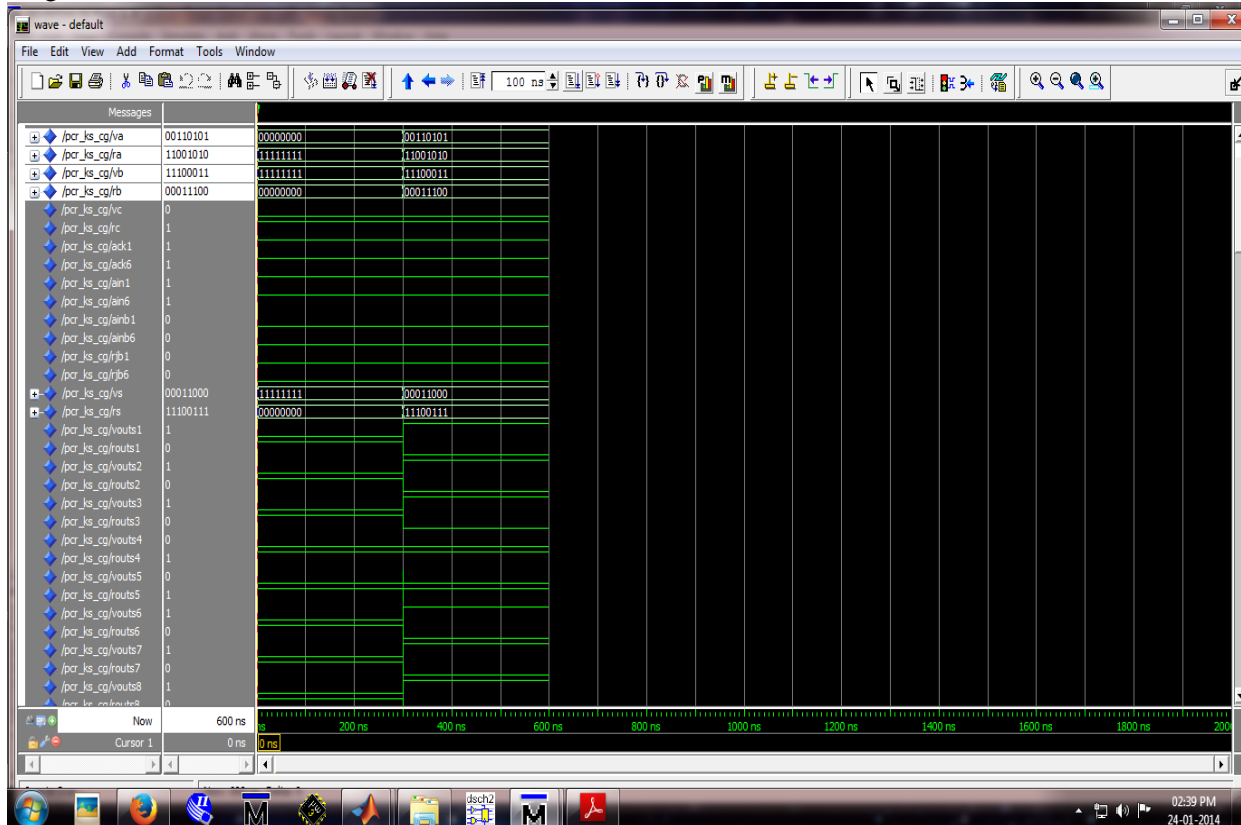 wave - default
File Edit View Add Format Tools Window
100 ns
Messages
/pcr_ks_cg/va 00110101 00000000 00110101
/pcr_ks_cg/ra 11001010 11111111 11001010
/pcr_ks_cg/vb 11100011 11111111 11100011
/pcr_ks_cg/rb 00011100 00000000 00011100
/pcr_ks_cg/vc 0
/pcr_ks_cg/rc 1
/pcr_ks_cg/ack1 1
/pcr_ks_cg/ack6 1
/pcr_ks_cg/ain1 1
/pcr_ks_cg/ain6 1
/pcr_ks_cg/ainb1 0
/pcr_ks_cg/ainb6 0
/pcr_ks_cg/rjb1 0
/pcr_ks_cg/rjb6 0
/pcr_ks_cg/vs 00011000 11111111 00011000
/pcr_ks_cg/rs 11100111 00000000 11100111
/pcr_ks_cg/vouts1 1
/pcr_ks_cg/routs1 0
/pcr_ks_cg/vouts2 1
/pcr_ks_cg/routs2 0
/pcr_ks_cg/vouts3 1
/pcr_ks_cg/routs3 0
/pcr_ks_cg/vouts4 0
/pcr_ks_cg/routs4 1
/pcr_ks_cg/vouts5 0
/pcr_ks_cg/routs5 1
/pcr_ks_cg/vouts6 1
/pcr_ks_cg/routs6 0
/pcr_ks_cg/vouts7 1
/pcr_ks_cg/routs7 0
/pcr_ks_cg/vouts8 1
Now 600 ns ns 200 ns 400 ns 600 ns 800 ns 1000 ns 1200 ns 1400 ns 1600 ns 1800 ns 200
Cursor 1 0 ns 0 ns
dsch2
02:39 PM
24-01-2014